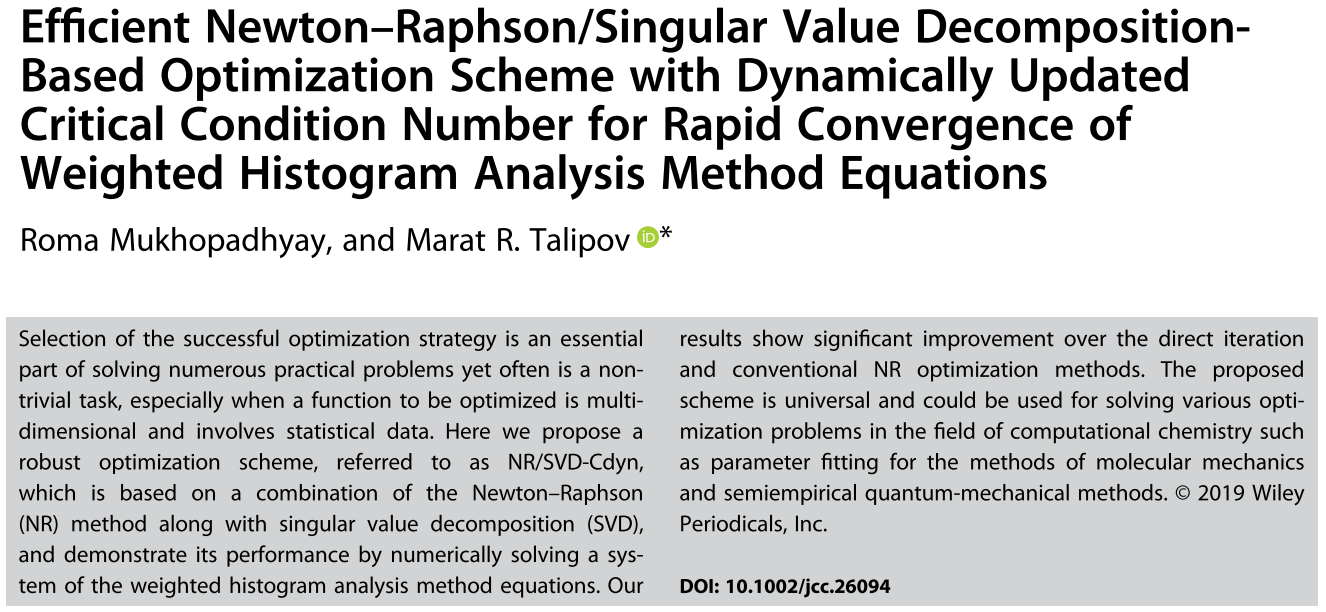 Efficient Newton–Raphson/Singular Value Decomposition-
Based Optimization Scheme with Dynamically Updated
Critical Condition Number for Rapid Convergence of
Weighted Histogram Analysis Method Equations
Roma Mukhopadhyay, and Marat R. Talipov iD*
Selection of the successful optimization strategy is an essential
part of solving numerous practical problems yet often is a non-
trivial task, especially when a function to be optimized is multi-
dimensional and involves statistical data. Here we propose a
robust optimization scheme, referred to as NR/SVD-Cdyn,
which is based on a combination of the Newton–Raphson
(NR) method along with singular value decomposition (SVD),
and demonstrate its performance by numerically solving a sys-
tem of the weighted histogram analysis method equations. Our
results show significant improvement over the direct iteration
and conventional NR optimization methods. The proposed
scheme is universal and could be used for solving various opti-
mization problems in the field of computational chemistry such
as parameter fitting for the methods of molecular mechanics
and semiempirical quantum-mechanical methods. © 2019 Wiley
Periodicals, Inc.
DOI: 10.1002/jcc.26094